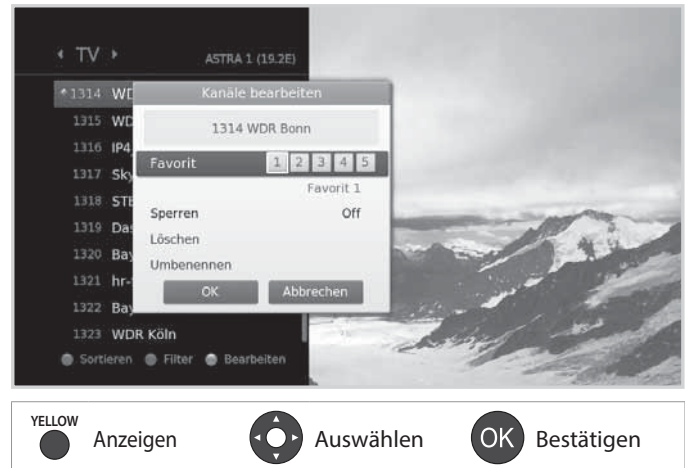 TV
ASTRA 1 (19.2E)
Kanäle bearbeiten
1314 WDR Bonn
Favorit 1 2 3 4 5
Favorit 1
Sperren Off
Löschen
Umbenennen
OK Abbrechen
1314 WD
1315 WD
1316 IP4
1317 Sky
1318 STE
1319 Das
1320 Bay
1321 hr-
1322 Bay
1323 WDR Köln
Sortieren Filter Bearbeiten
YELLOW
Anzeigen
Auswählen
OK Bestätigen